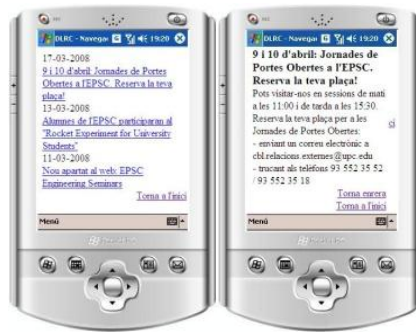 DLRC - Navegar 19:20
17-03-2008
9 i 10 d'abril: Jornades de Portes
Obertes a l'EPSC. Reserva la teva
plaça!
13-03-2008
Alumnes de l'EPSC participaran al
"Rocket Experiment for University
Students"
11-03-2008
Nou apartat al web: EPSC
Engineering Seminars
Torna a l'inici
Menú
DLRC - Navegar 19:20
9 i 10 d'abril: Jornades de
Portes Obertes a l'EPSC.
Reserva la teva plaça!
Pots visitar-nos en sessions de matí
a les 11:00 i de tarda a les 15:30.
Reserva la teva plaça per a les
Jornades de Portes Obertes:
ci
- enviant un correu electrònic a
cbl.relacions.externes@upc.edu
- trucant als telèfons 93 552 35 52
/ 93 552 35 18
Torna enrera
Torna a l'inici
Menú